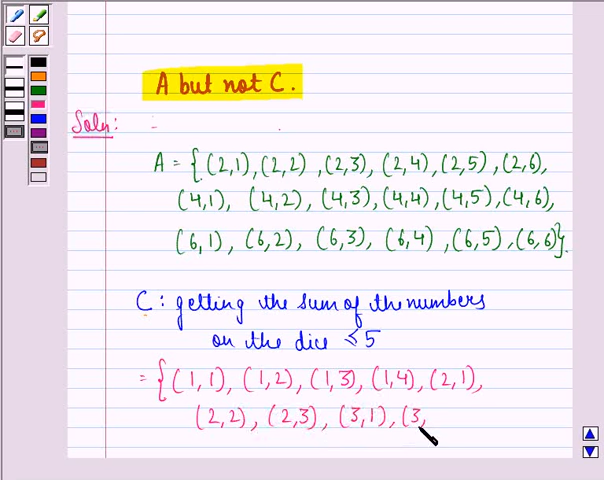 A but not C.
Soln:
A = { (2,1), (2,2) , (2,3), (2,4), (2,5), (2,6),
(4,1), (4,2), (4,3), (4,4), (4,5), (4,6),
(6,1), (6,2), (6,3), (6,4) , (6,5) , (6,6)}.
C : getting the sum of the numbers
on the dice ⩽ 5
= { (1,1), (1,2), (1,3), (1,4), (2,1),
(2,2), (2,3), (3,1), (3,